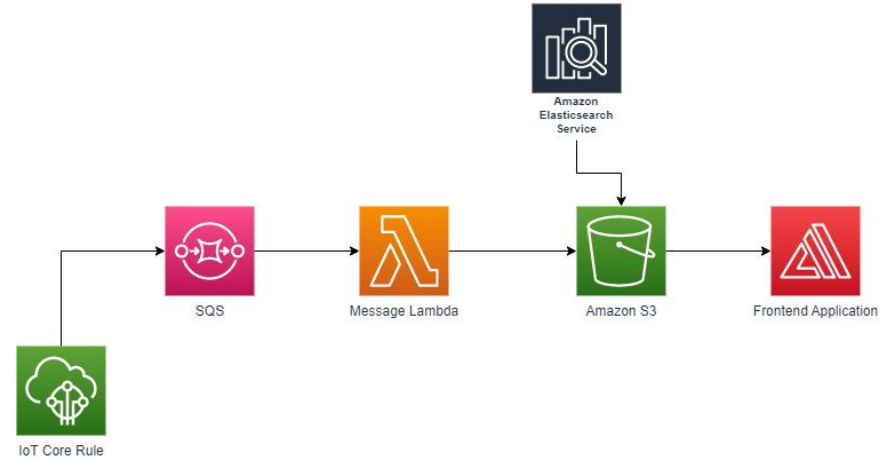 Amazon
Elasticsearch
Service
SQS
Message Lambda
Amazon S3
Frontend Application
IoT Core Rule